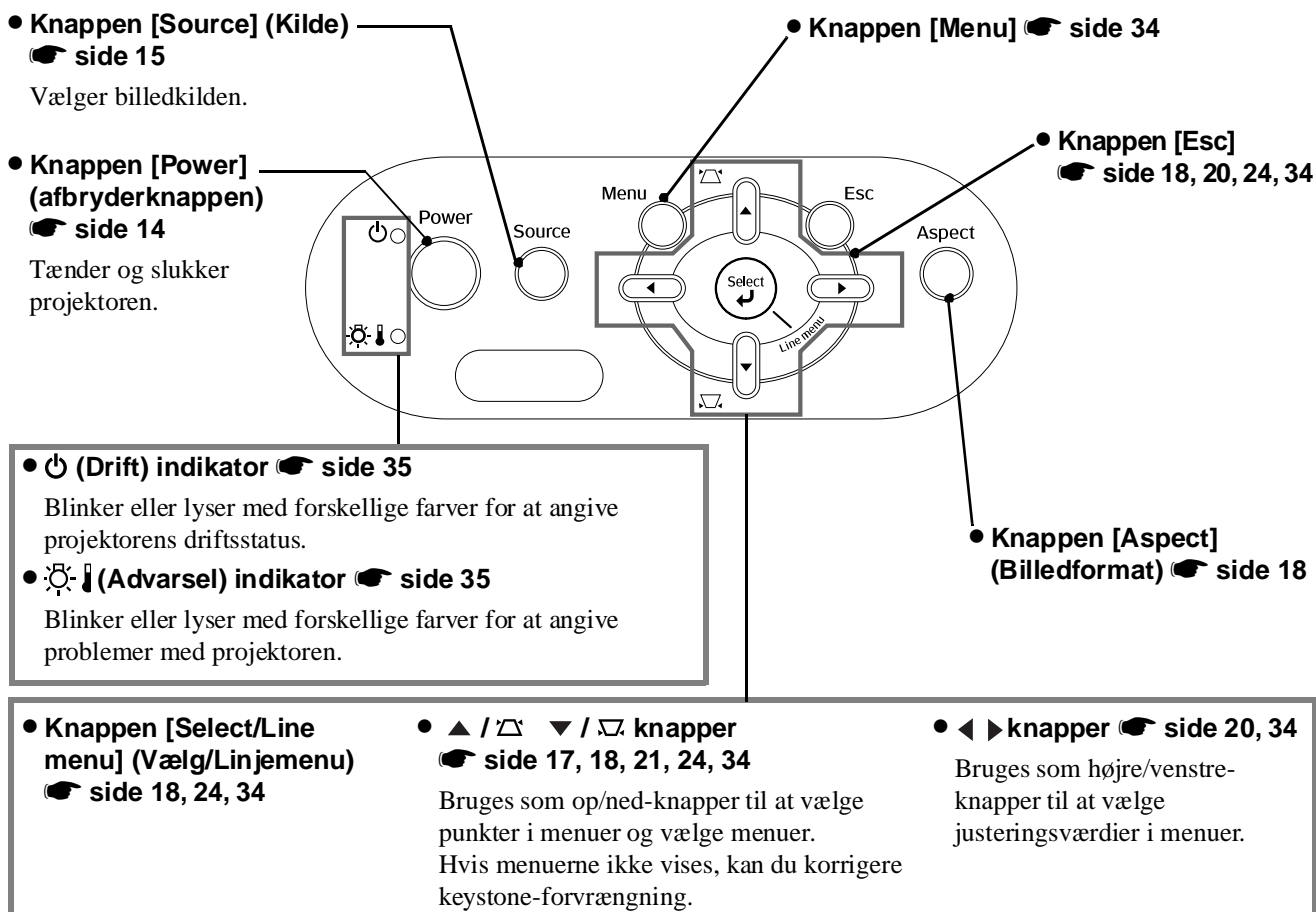 ● Knappen [Source] (Kilde)
☛ side 15
Vælger billedkilden.
● Knappen [Power]
(afbryderknappen)
☛ side 14
Tænder og slukker
projektoren.
● Knappen [Menu] ☛ side 34
● Knappen [Esc]
☛ side 18, 20, 24, 34
Power
Source
Menu
Esc
Aspect
Select
Line menu
● Knappen [Aspect]
(Billedformat) ☛ side 18
● ⏻ (Drift) indikator ☛ side 35
Blinker eller lyser med forskellige farver for at angive
projektorens driftsstatus.
● (Advarsel) indikator ☛ side 35
Blinker eller lyser med forskellige farver for at angive
problemer med projektoren.
● Knappen [Select/Line
menu] (Vælg/Linjemenu)
☛ side 18, 24, 34
● ▲ / ▼ / knapper
☛ side 17, 18, 21, 24, 34
Bruges som op/ned-knapper til at vælge
punkter i menuer og vælge menuer.
Hvis menuerne ikke vises, kan du korrigere
keystone-forvrængning.
● ◀ ▶ knapper ☛ side 20, 34
Bruges som højre/venstre-
knapper til at vælge
justeringsværdier i menuer.